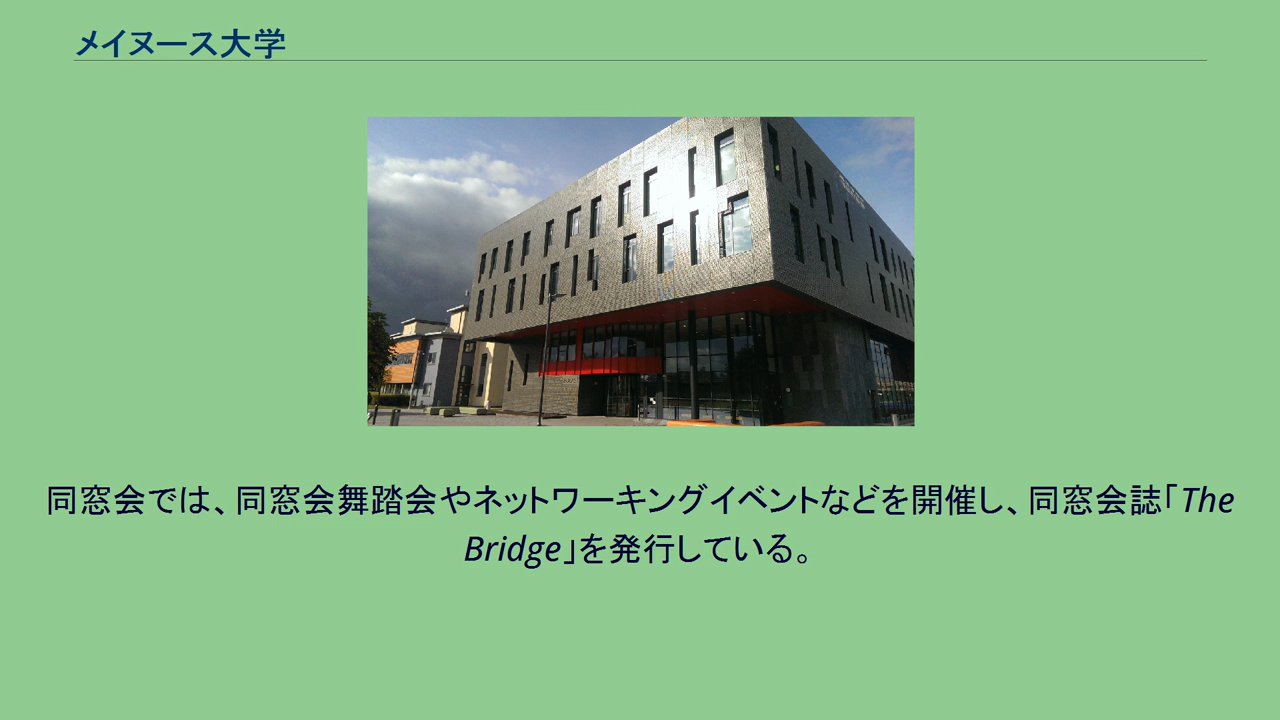 メイヌース大学
同窓会では、同窓会舞踏会やネットワーキングイベントなどを開催し、同窓会誌「The
Bridge」を発行している。